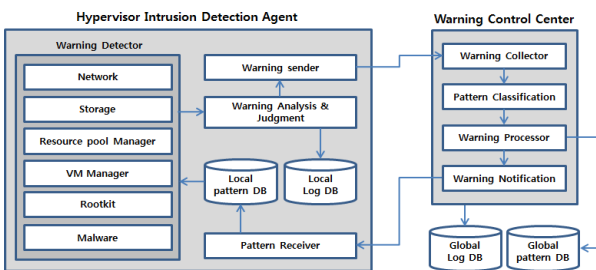 Hypervisor Intrusion Detection Agent
Warning Detector
Network
Storage
Resource pool Manager
VM Manager
Rootkit
Malware
Warning sender
Warning Analysis &
Judgment
Local
pattern DB
Local
Log DB
Pattern Receiver
Warning Control Center
Warning Collector
Pattern Classification
Warning Processor
Warning Notification
Global
Log DB
Global
pattern DB